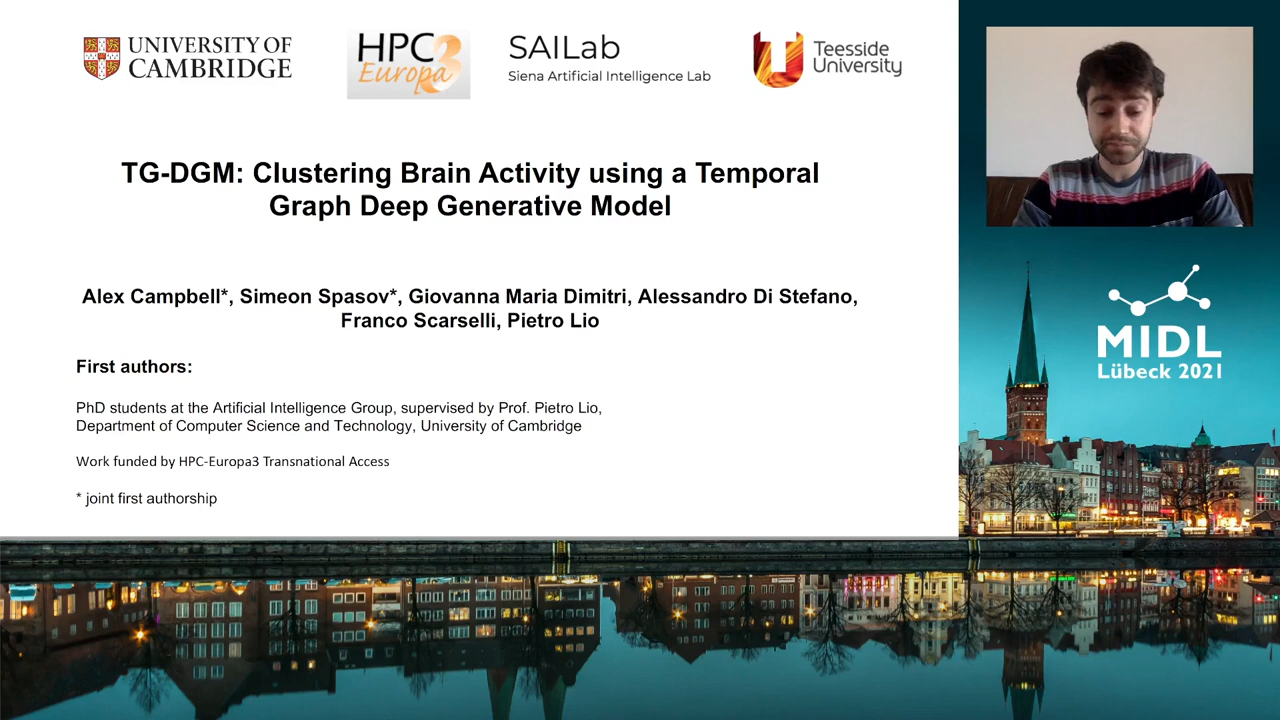 UNIVERSITY OF
CAMBRIDGE
HPC
Europa 3
SAILab
Siena Artificial Intelligence Lab
Teesside
University
TG-DGM: Clustering Brain Activity using a Temporal
Graph Deep Generative Model
Alex Campbell*, Simeon Spasov*, Giovanna Maria Dimitri, Alessandro Di Stefano,
Franco Scarselli, Pietro Lio
First authors:
PhD students at the Artificial Intelligence Group, supervised by Prof. Pietro Lio,
Department of Computer Science and Technology, University of Cambridge
Work funded by HPC-Europa3 Transnational Access
* joint first authorship
MIDL
Lübeck 2021